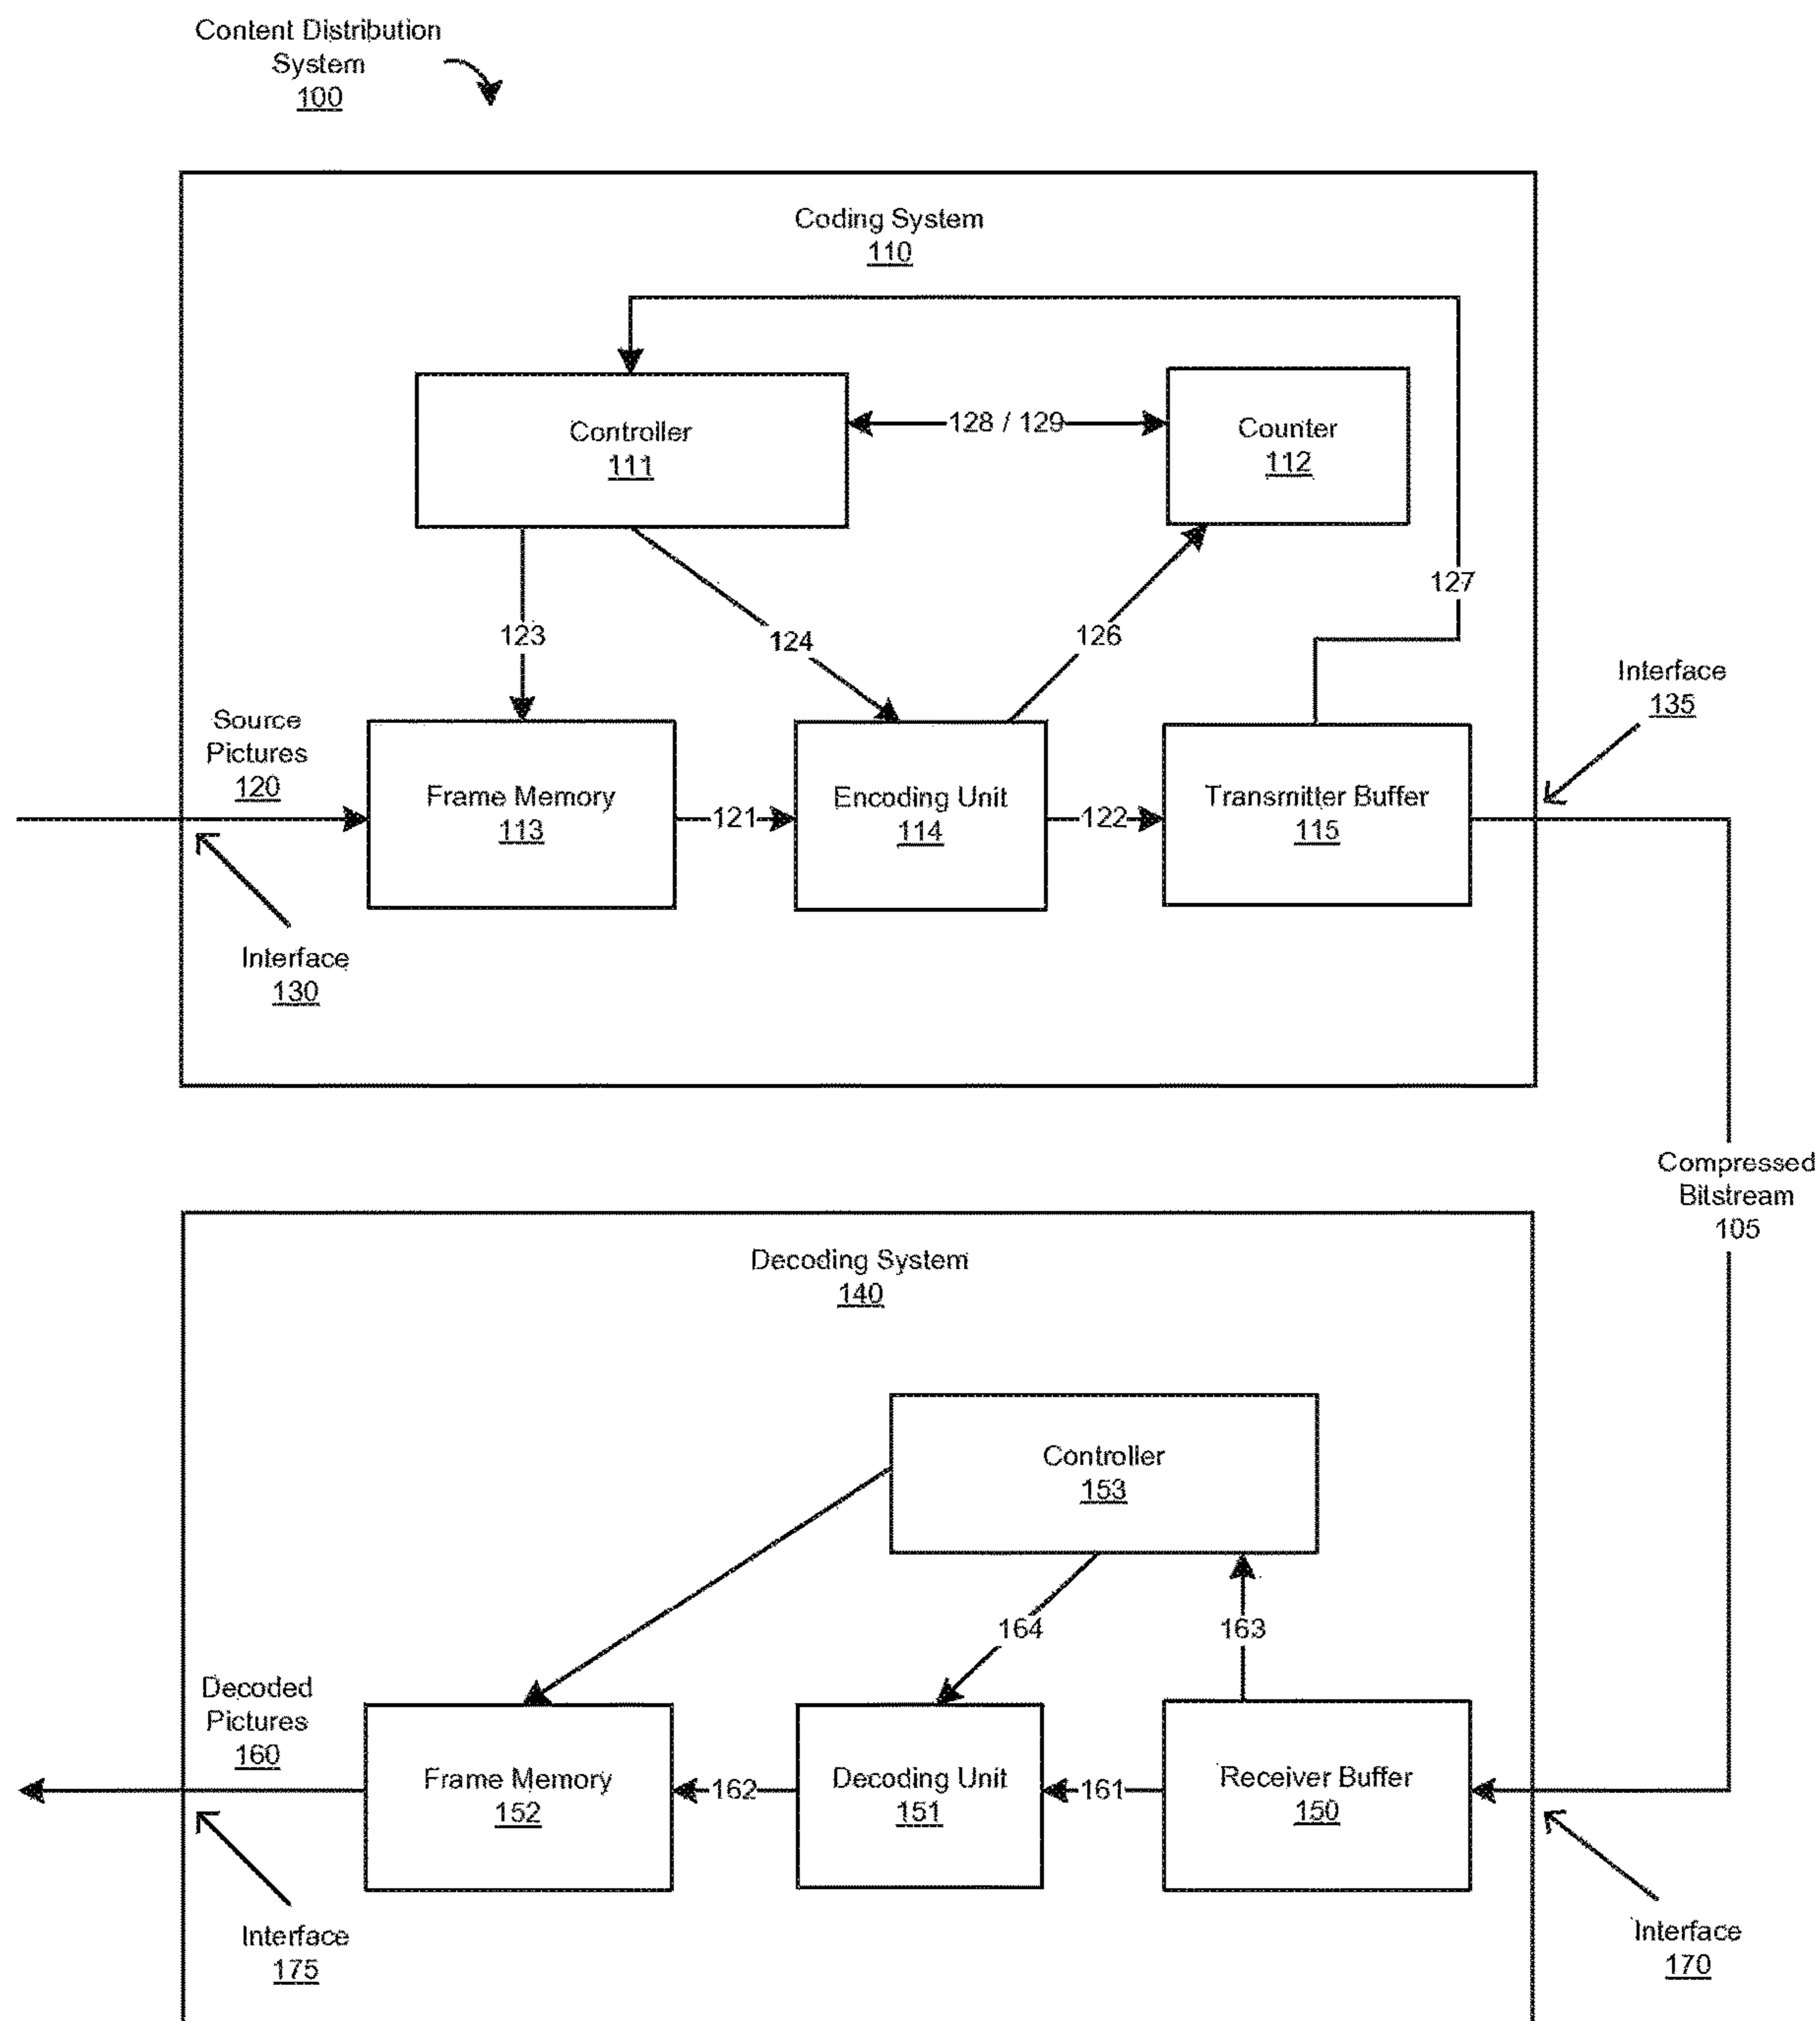 Content Distribution
System
100
Coding System
110
Controller
111
128 / 129
Counter
112
127
123
124
126
Interface
135
Source
Pictures
120
Frame Memory
113
121
Encoding Unit
114
122
Transmitter Buffer
115
Interface
130
Compressed
Bitstream
105
Decoding System
140
Controller
153
164
163
Decoded
Pictures
160
Frame Memory
152
162
Decoding Unit
151
161
Receiver Buffer
150
Interface
175
Interface
170